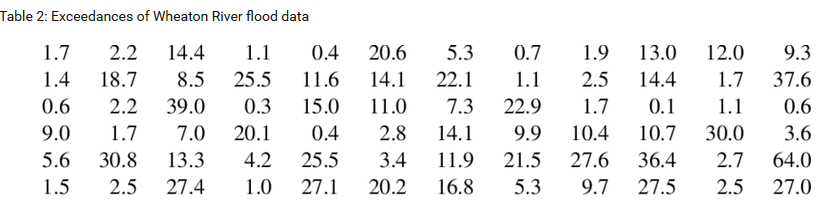 Table 2: Exceedances of Wheaton River flood data
1.7 2.2 14.4 1.1 0.4 20.6 5.3 0.7 1.9 13.0 12.0 9.3
1.4 18.7 8.5 25.5 11.6 14.1 22.1 1.1 2.5 14.4 1.7 37.6
0.6 2.2 39.0 0.3 15.0 11.0 7.3 22.9 1.7 0.1 1.1 0.6
9.0 1.7 7.0 20.1 0.4 2.8 14.1 9.9 10.4 10.7 30.0 3.6
5.6 30.8 13.3 4.2 25.5 3.4 11.9 21.5 27.6 36.4 2.7 64.0
1.5 2.5 27.4 1.0 27.1 20.2 16.8 5.3 9.7 27.5 2.5 27.0